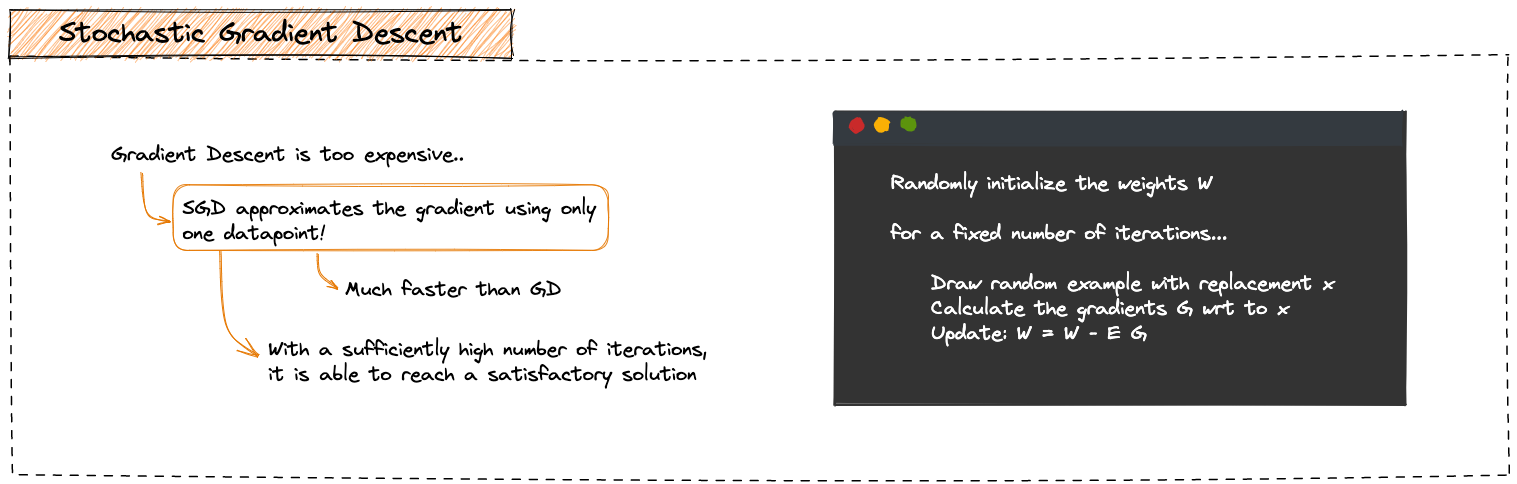 Stochastic Gradient Descent
Gradient Descent is too expensive..
SGD approximates the gradient using only
one datapoint!
Much faster than GD
With a sufficiently high number of iterations,
it is able to reach a satisfactory solution
Randomly initialize the weights W
for a fixed number of iterations...
Draw random example with replacement x
Calculate the gradients G wrt to x
Update: W = W - E G